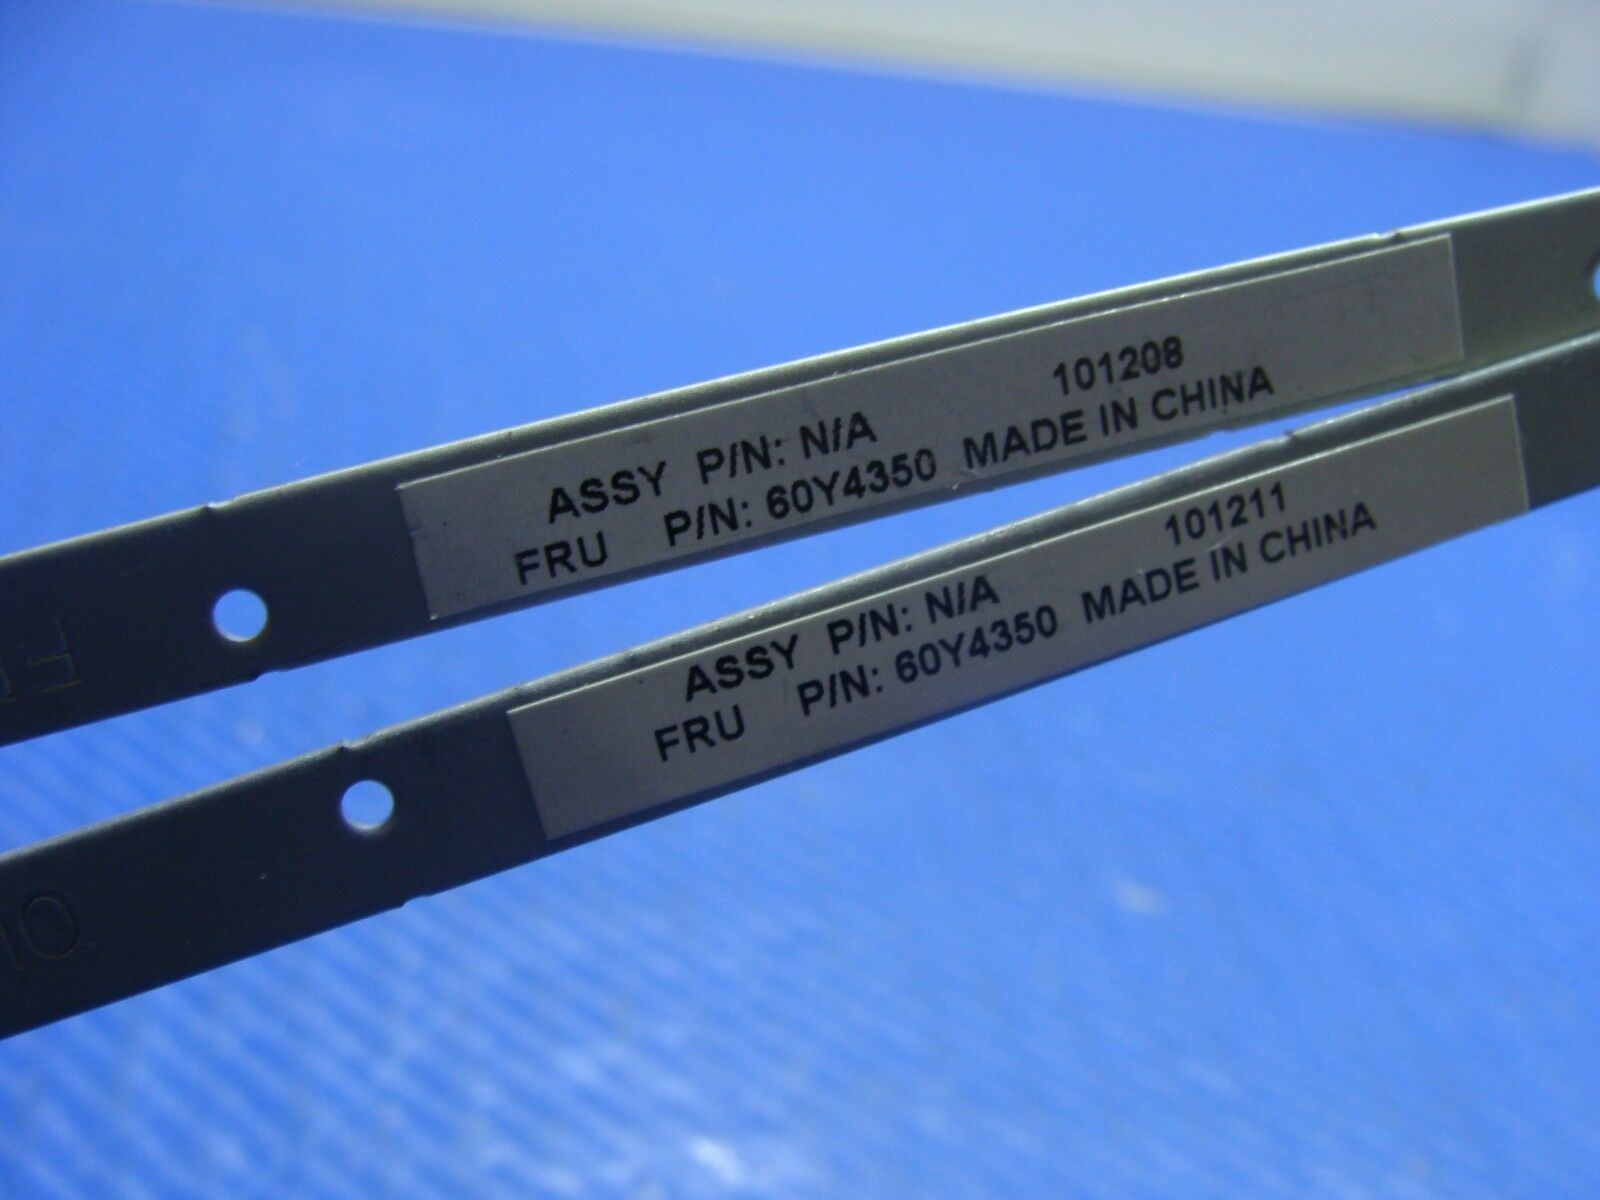 101208
ASSY P/N: N/A
FRU P/N: 60Y4350 MADE IN CHINA
101211
ASSY P/N: N/A
FRU P/N: 60Y4350 MADE IN CHINA